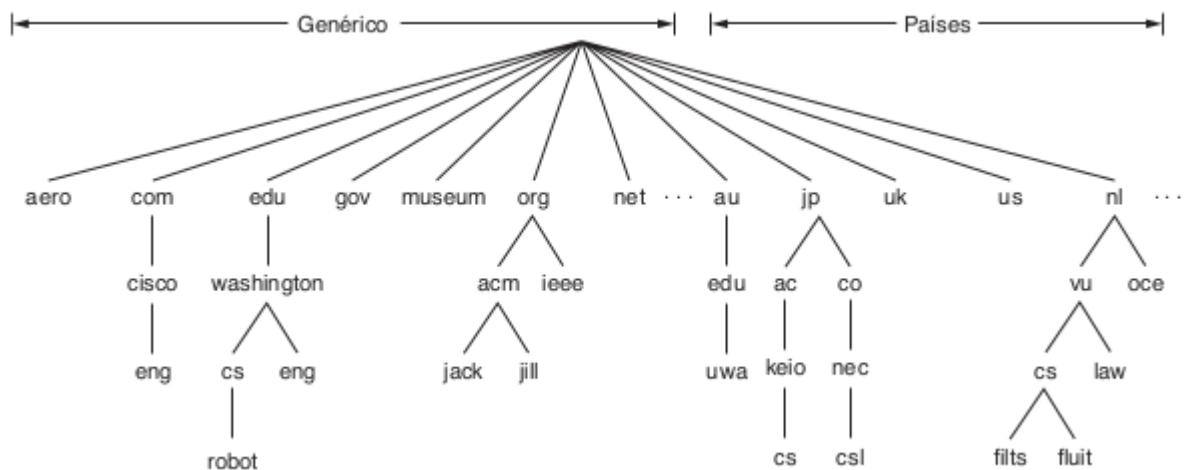 Genérico Países
aero com edu gov museum org net ... au jp uk us nl ...
cisco washington acm ieee edu ac co vu oce
eng cs eng jack jill uwa keio nec cs law
robot cs csl filts fluit